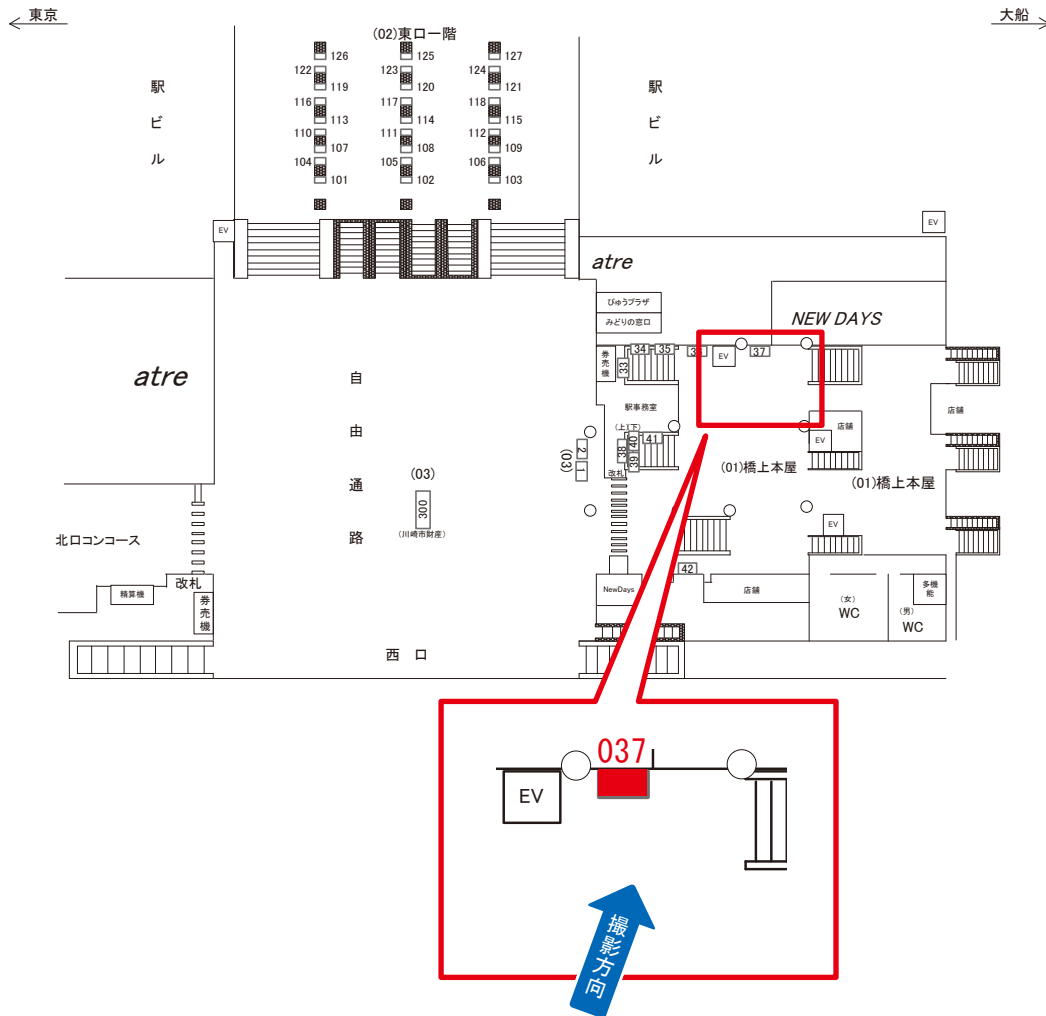 東京
大船
(02)東口一階
126
125
127
122
123
124
119
120
121
116
117
118
113
114
115
110
111
112
107
108
109
104
105
106
101
102
103
駅ビル
駅ビル
EV
EV
atre
びゅうプラザ
みどりの窓口
NEW DAYS
券売機
33
34
35
EV
37
atre
自由通路
駅事務室
(上)(下)
38
39
40
41
改札
店舗
EV
店舗
(01)橋上本屋
(01)橋上本屋
(03)
2
1
(03)
300
(川崎市財産)
EV
北口コンコース
改札
精算機
券売機
42
NewDays
店舗
(女)
WC
(男)
WC
多機能
西口
037
EV
撮影方向